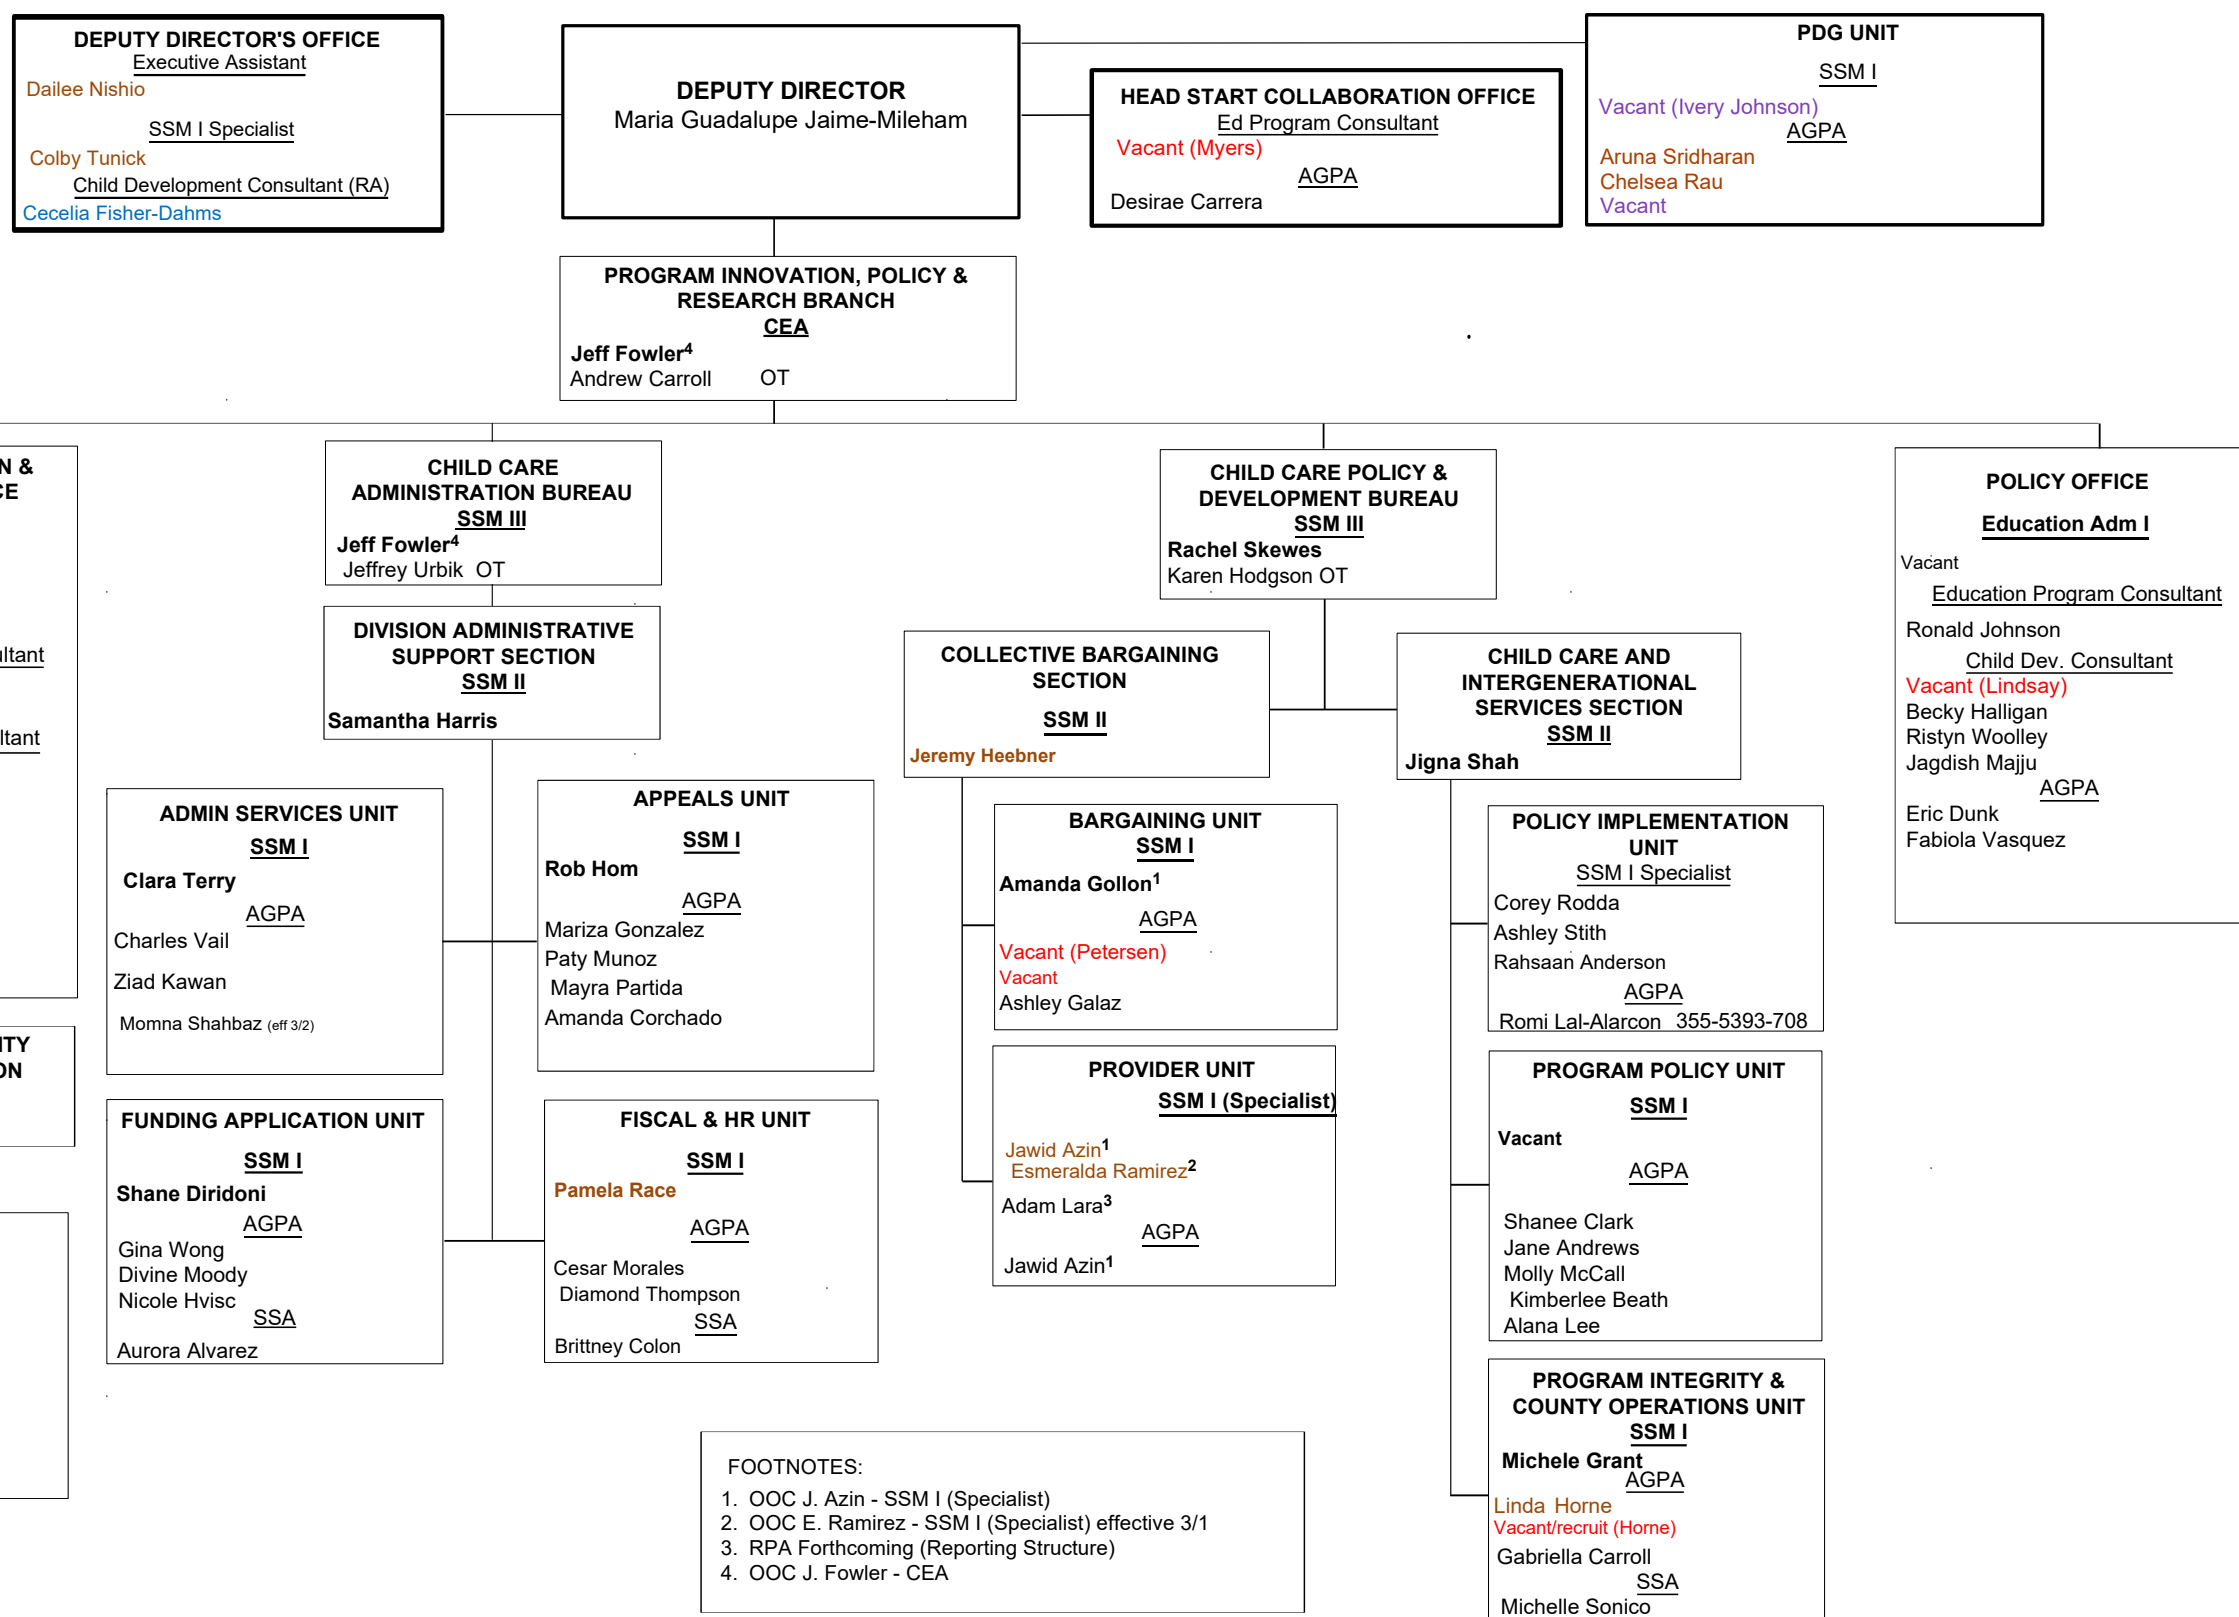 DEPUTY DIRECTOR'S OFFICE
Executive Assistant
Dailee Nishio
SSM I Specialist
Colby Tunick
Child Development Consultant (RA)
Cecelia Fisher-Dahms
DEPUTY DIRECTOR
Maria Guadalupe Jaime-Mileham
HEAD START COLLABORATION OFFICE
Ed Program Consultant
Vacant (Myers)
AGPA
Desirae Carrera
PDG UNIT
SSM I
Vacant (Ivery Johnson)
AGPA
Aruna Sridharan
Chelsea Rau
Vacant
PROGRAM INNOVATION, POLICY &
RESEARCH BRANCH
CEA
Jeff Fowler4
Andrew Carroll OT
N &
CE
ultant
ltant
ITY
ON
CHILD CARE
ADMINISTRATION BUREAU
SSM III
Jeff Fowler4
Jeffrey Urbik OT
DIVISION ADMINISTRATIVE
SUPPORT SECTION
SSM II
Samantha Harris
ADMIN SERVICES UNIT
SSM I
Clara Terry
AGPA
Charles Vail
Ziad Kawan
Momna Shahbaz (eff 3/2)
APPEALS UNIT
SSM I
Rob Hom
AGPA
Mariza Gonzalez
Paty Munoz
Mayra Partida
Amanda Corchado
FUNDING APPLICATION UNIT
SSM I
Shane Diridoni
AGPA
Gina Wong
Divine Moody
Nicole Hvisc
SSA
Aurora Alvarez
FISCAL & HR UNIT
SSM I
Pamela Race
AGPA
Cesar Morales
Diamond Thompson
SSA
Brittney Colon
CHILD CARE POLICY &
DEVELOPMENT BUREAU
SSM III
Rachel Skewes
Karen Hodgson OT
COLLECTIVE BARGAINING
SECTION
SSM II
Jeremy Heebner
BARGAINING UNIT
SSM I
Amanda Gollon1
AGPA
Vacant (Petersen)
Vacant
Ashley Galaz
PROVIDER UNIT
SSM I (Specialist)
Jawid Azin1
Esmeralda Ramirez2
Adam Lara3
AGPA
Jawid Azin1
CHILD CARE AND
INTERGENERATIONAL
SERVICES SECTION
SSM II
Jigna Shah
POLICY IMPLEMENTATION
UNIT
SSM I Specialist
Corey Rodda
Ashley Stith
Rahsaan Anderson
AGPA
Romi Lal-Alarcon 355-5393-708
PROGRAM POLICY UNIT
SSM I
Vacant
AGPA
Shanee Clark
Jane Andrews
Molly McCall
Kimberlee Beath
Alana Lee
PROGRAM INTEGRITY &
COUNTY OPERATIONS UNIT
SSM I
Michele Grant
AGPA
Linda Horne
Vacant/recruit (Horne)
Gabriella Carroll
SSA
Michelle Sonico
POLICY OFFICE
Education Adm I
Vacant
Education Program Consultant
Ronald Johnson
Child Dev. Consultant
Vacant (Lindsay)
Becky Halligan
Ristyn Woolley
Jagdish Majju
AGPA
Eric Dunk
Fabiola Vasquez
FOOTNOTES:
1. OOC J. Azin - SSM I (Specialist)
2. OOC E. Ramirez - SSM I (Specialist) effective 3/1
3. RPA Forthcoming (Reporting Structure)
4. OOC J. Fowler - CEA